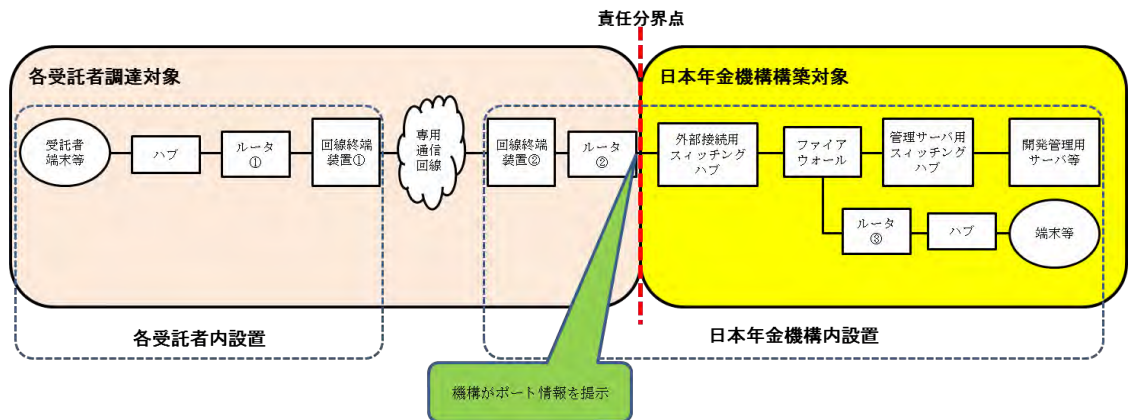 責任分界点
各受託者調達対象
日本年金機構構築対象
受託者
端末等
ハブ
ルータ
①
回線終端
装置①
専用
通信
回線
回線終端
装置②
ルータ
②
外部接続用
スイッチング
ハブ
ファイア
ウォール
管理サーバ用
スイッチング
ハブ
開発管理用
サーバ等
ルータ
③
ハブ
端末等
各受託者内設置
日本年金機構内設置
機構がポート情報を提示